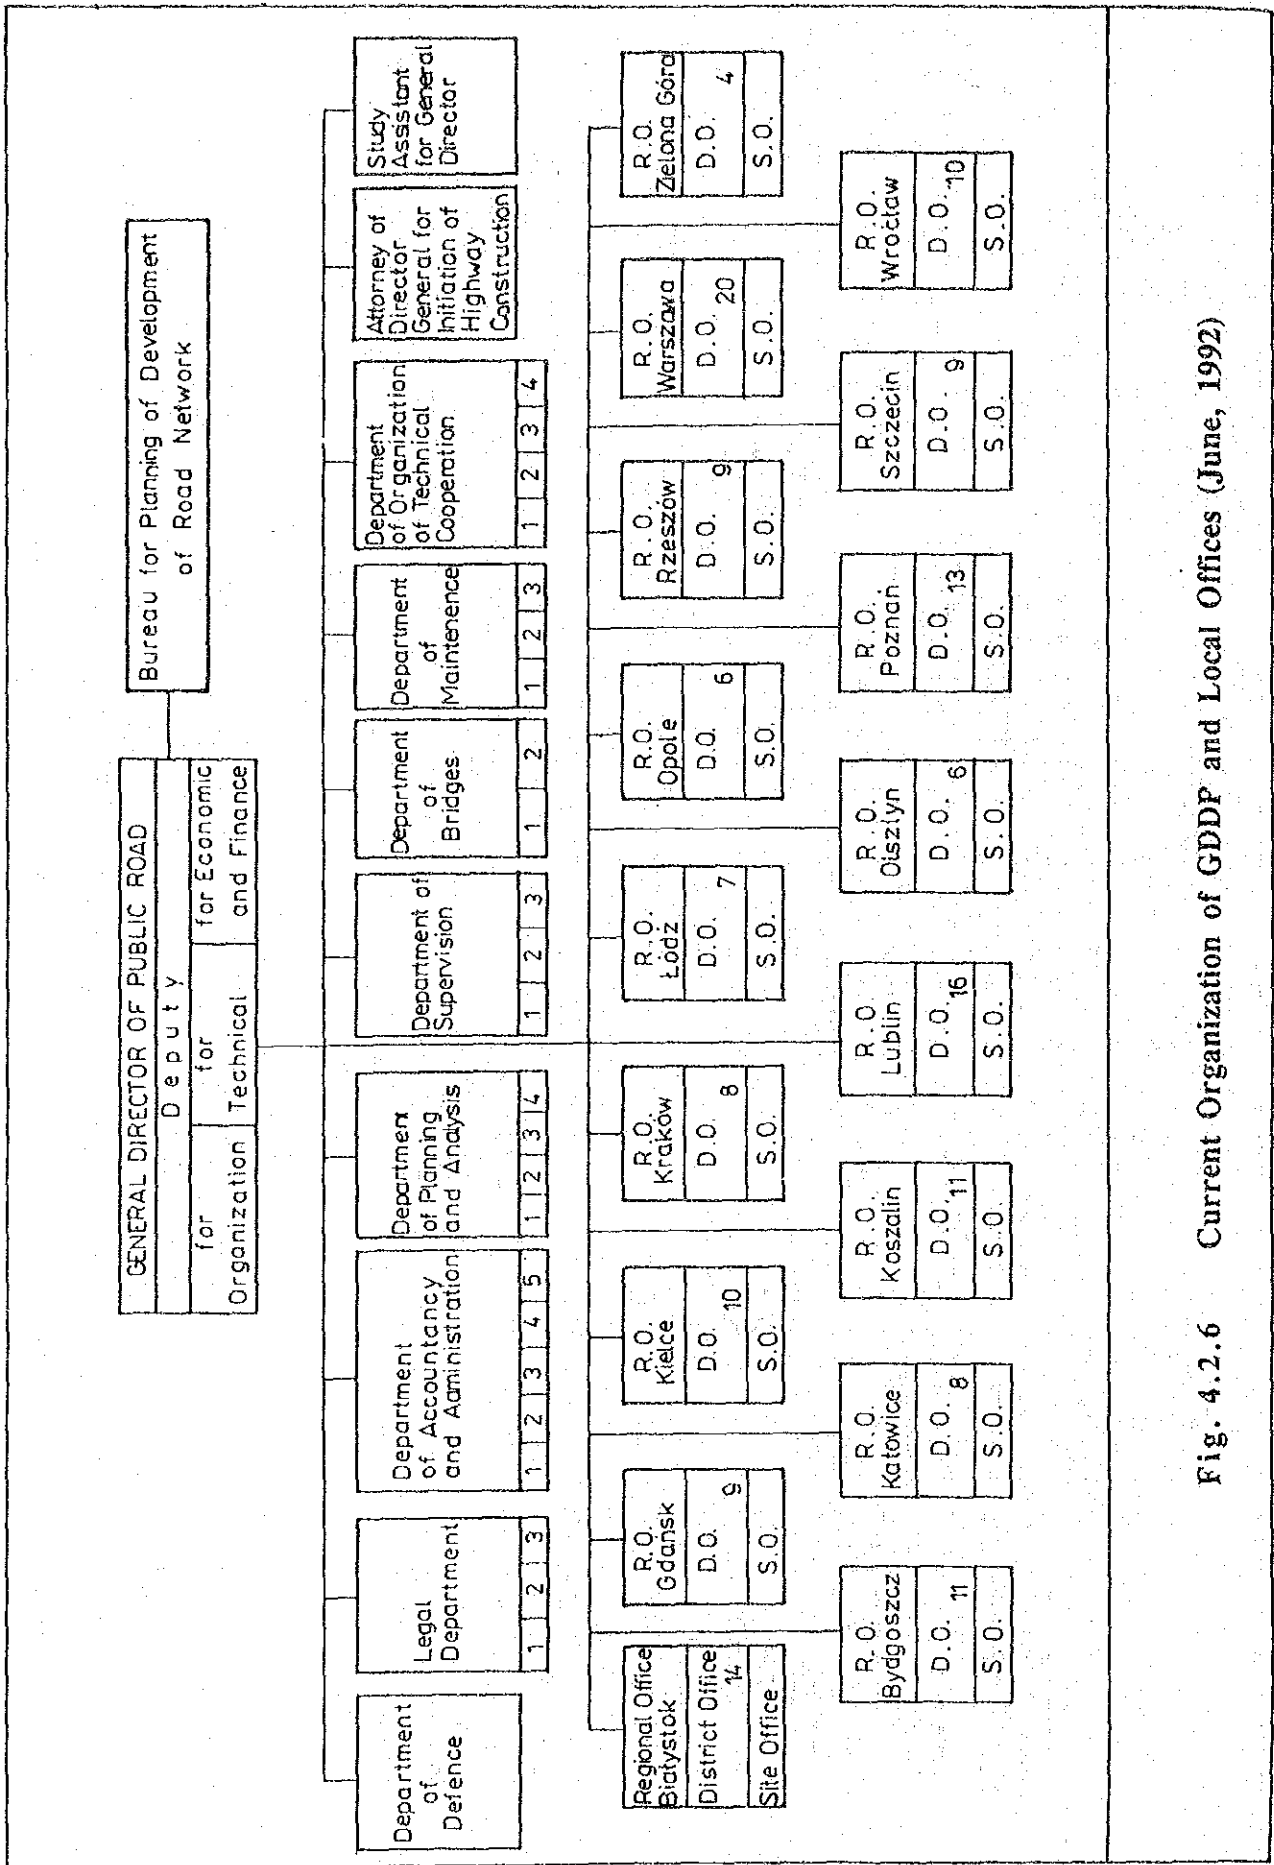 GENERAL DIRECTOR OF PUBLIC ROAD
Deputy
for
Organization
for
Technical
for Economic
and Finance
Bureau for Planning of Development
of Road Network
Department
of
Defence
Legal
Department
1 2 3
Department
of Accountancy
and Administration
1 2 3 4 5
Department
of Planning
and Analysis
1 2 3 4
Department of
Supervision
1 2 3
Department
of
Bridges
1 2
Department
of
Maintenence
1 2 3
Department
of Organization
of Technical
Cooperation
1 2 3 4
Attorney of
Director
General for
Initiation of
Highway
Construction
Study
Assistant
for General
Director
Regional Office
Białystok
District Office
14
Site Office
R.O.
Gdańsk
D.O. 9
S.O.
R.O.
Kielce
D.O. 10
S.O.
R.O.
Kraków
D.O. 8
S.O.
R.O.
Łódź
D.O. 7
S.O.
R.O.
Opole
D.O. 6
S.O.
R.O.
Rzeszów
D.O. 9
S.O.
R.O.
Warszawa
D.O. 20
S.O.
R.O.
Zielona Góra
D.O. 4
S.O.
R.O.
Bydgoszcz
D.O. 11
S.O.
R.O.
Katowice
D.O. 8
S.O.
R.O.
Koszalin
D.O. 11
S.O.
R.O.
Lublin
D.O. 16
S.O.
R.O.
Olsztyn
D.O. 6
S.O.
R.O.
Poznań
D.O. 13
S.O.
R.O.
Szczecin
D.O. 9
S.O.
R.O.
Wrocław
D.O. 10
S.O.
Fig. 4.2.6 Current Organization of GDDP and Local Offices (June, 1992)